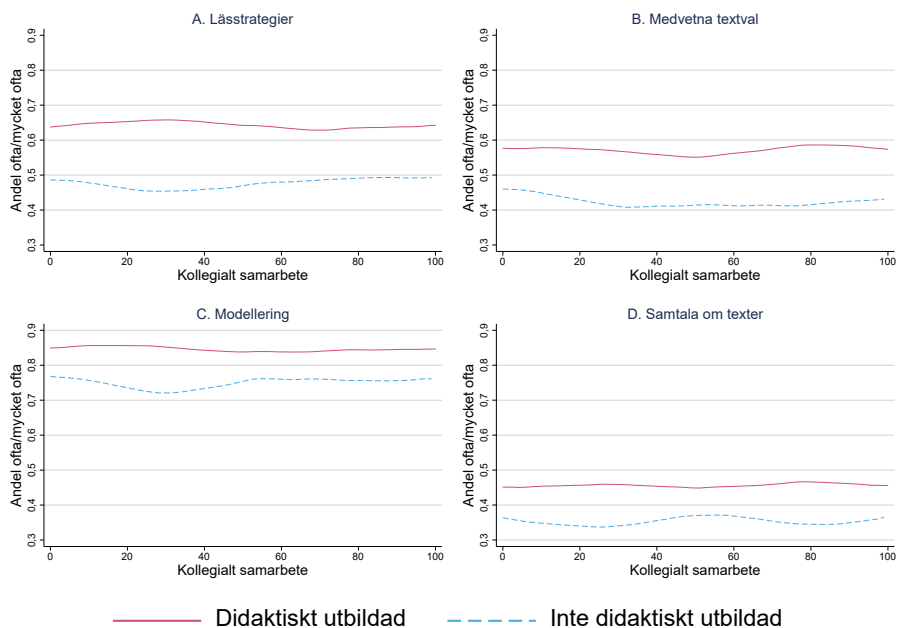 A. Lässtrategier
Andel ofta/mycket ofta
0,9
0,8
0,7
0,6
0,5
0,4
0,3
0 20 40 60 80 100
Kollegialt samarbete
B. Medvetna textval
Andel ofta/mycket ofta
0,9
0,8
0,7
0,6
0,5
0,4
0,3
0 20 40 60 80 100
Kollegialt samarbete
C. Modellering
Andel ofta/mycket ofta
0,9
0,8
0,7
0,6
0,5
0,4
0,3
0 20 40 60 80 100
Kollegialt samarbete
D. Samtala om texter
Andel ofta/mycket ofta
0,9
0,8
0,7
0,6
0,5
0,4
0,3
0 20 40 60 80 100
Kollegialt samarbete
Didaktiskt utbildad Inte didaktiskt utbildad